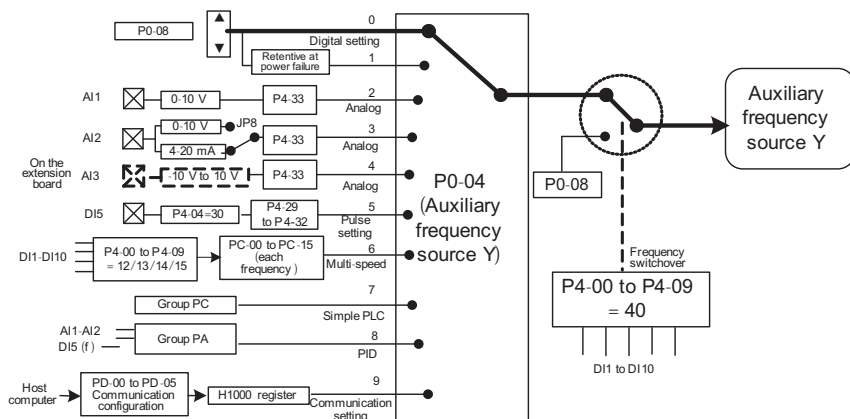 P0-08
0
Digital setting
Retentive at
power failure
1
AI1
0-10 V
P4-33
2
Analog
AI2
0-10 V
JP8
4-20 mA
P4-33
3
Analog
On the
extension
board
AI3
-10 V to 10 V
P4-33
4
Analog
DI5
P4-04=30
P4-29
to P4-32
5
Pulse
setting
DI1-DI10
P4-00 to P4-09
= 12/13/14/15
PC-00 to PC-15
(each
frequency)
6
Multi-speed
Group PC
7
Simple PLC
AI1-AI2
DI5 (f)
Group PA
8
PID
Host
computer
PD-00 to PD-05
Communication
configuration
H1000 register
9
Communication
setting
P0-04
(Auxiliary
frequency
source Y)
P0-08
Auxiliary
frequency
source Y
Frequency
switchover
P4-00 to P4-09
= 40
DI1 to DI10